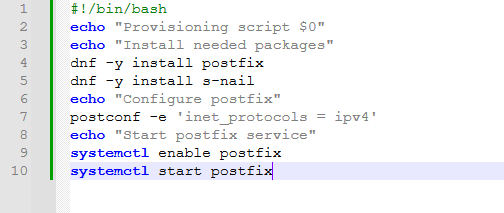 1 #!/bin/bash
2 echo "Provisioning script $0"
3 echo "Install needed packages"
4 dnf -y install postfix
5 dnf -y install s-nail
6 echo "Configure postfix"
7 postconf -e 'inet_protocols = ipv4'
8 echo "Start postfix service"
9 systemctl enable postfix
10 systemctl start postfix